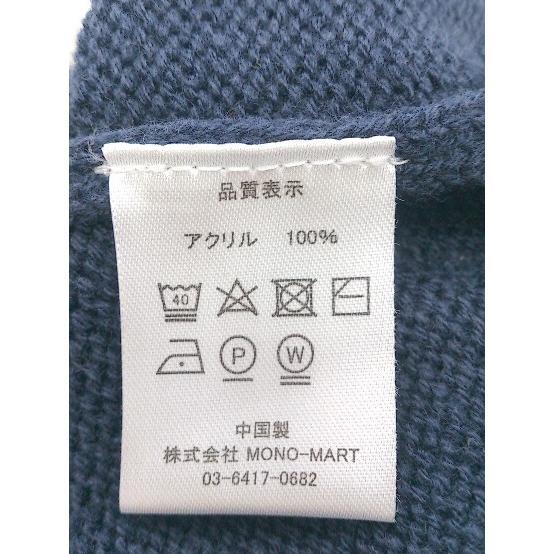 品質表示
アクリル 100%
40
P W
中国製
株式会社 MONO-MART
03-6417-0682